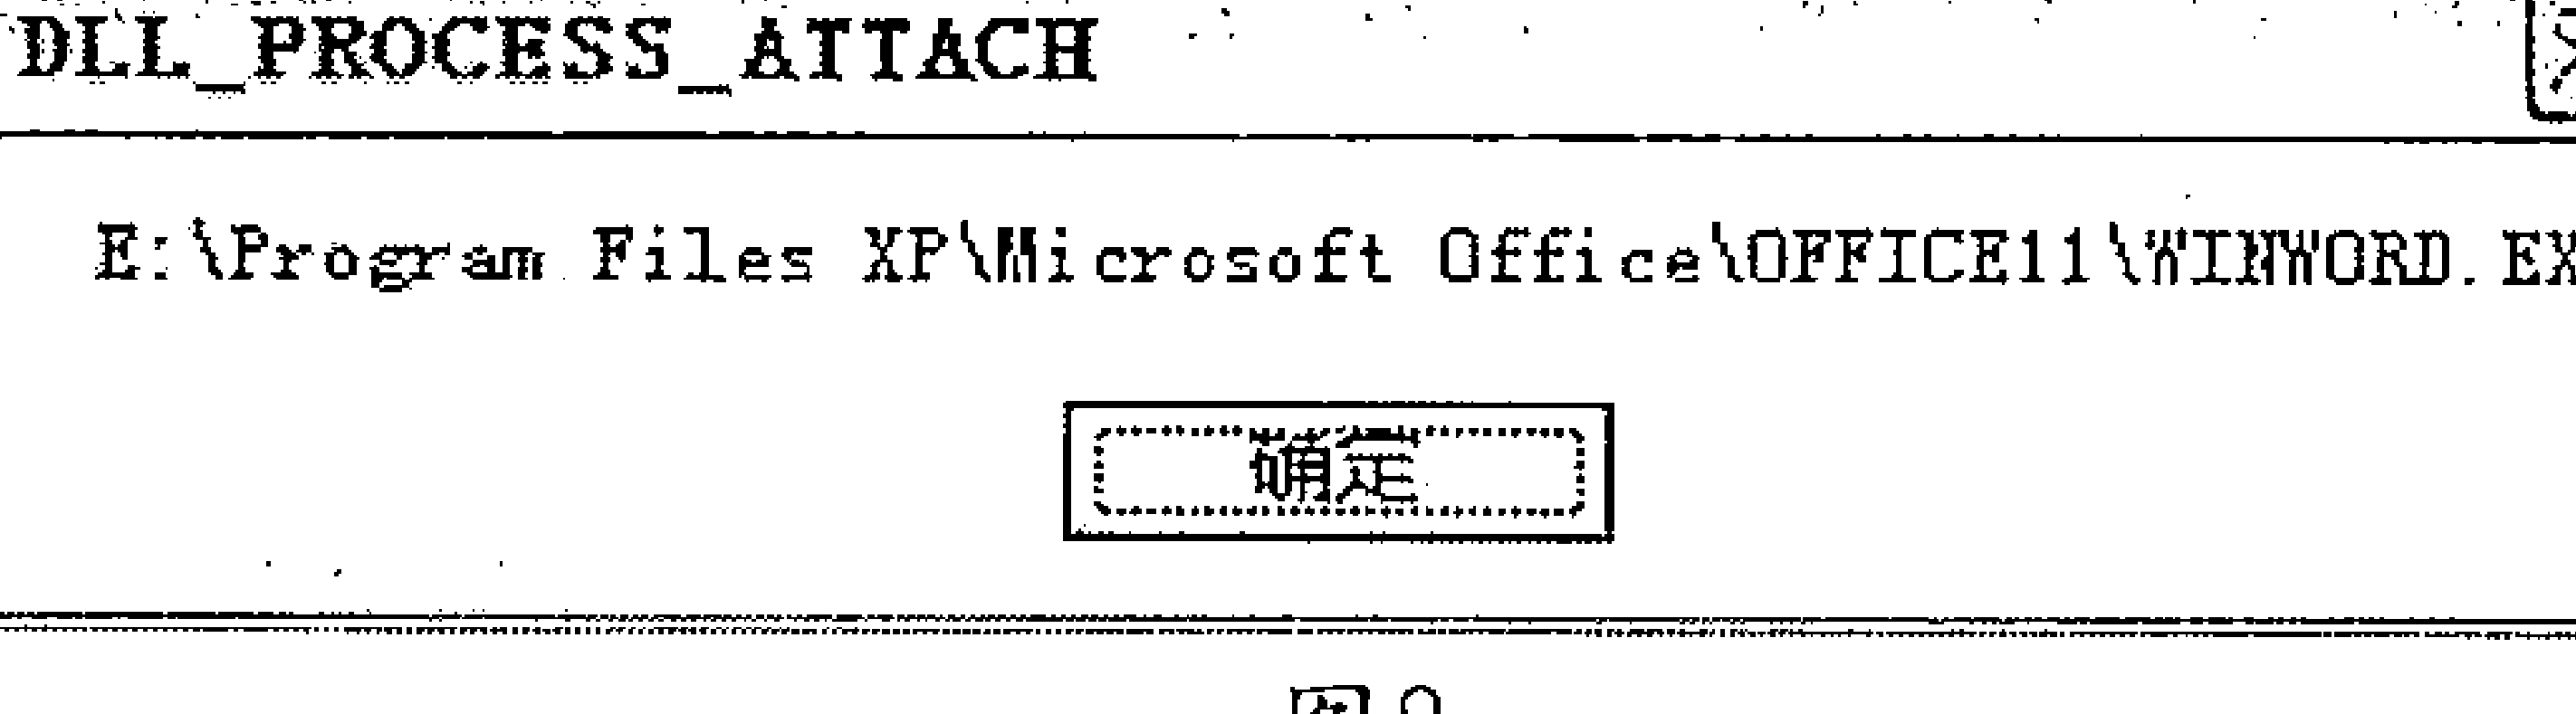 DLL_PROCESS_ATTACH
E:\Program Files XP\Microsoft Office\OFFICE11\WINWORD.EX
确定